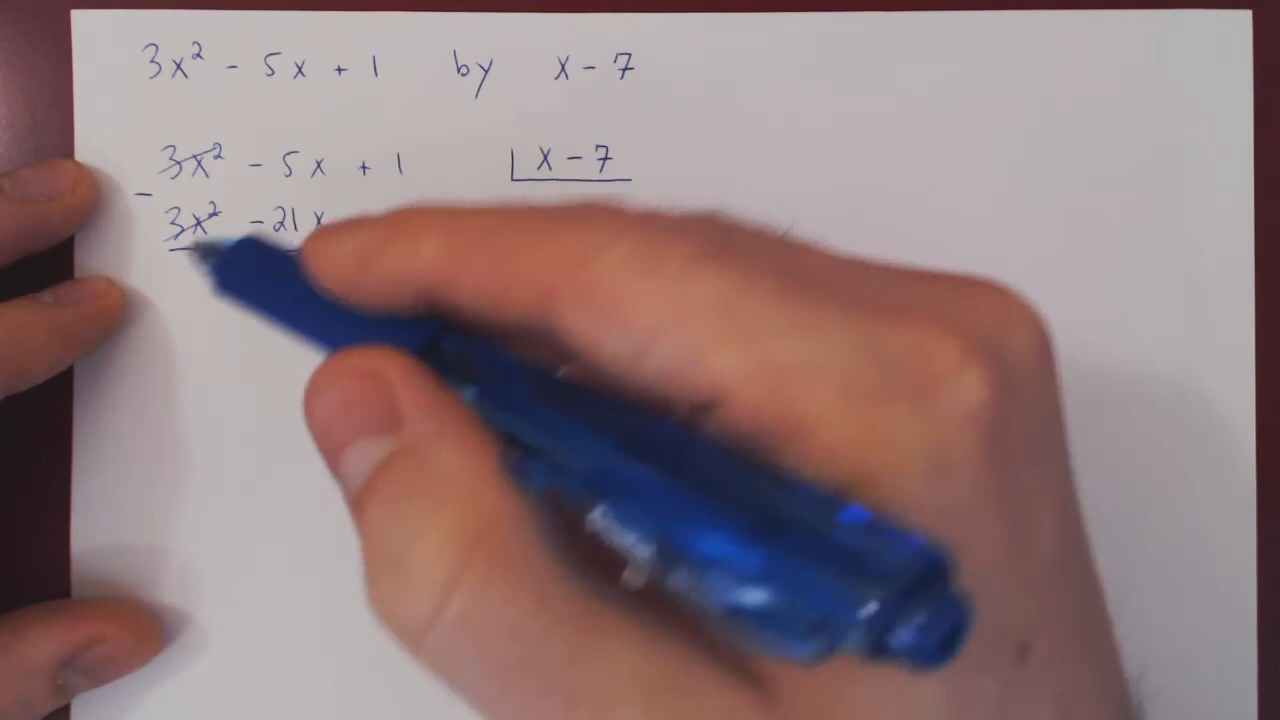 3x² - 5x + 1 by x - 7
3x² - 5x + 1 x - 7
-
3x² - 21x